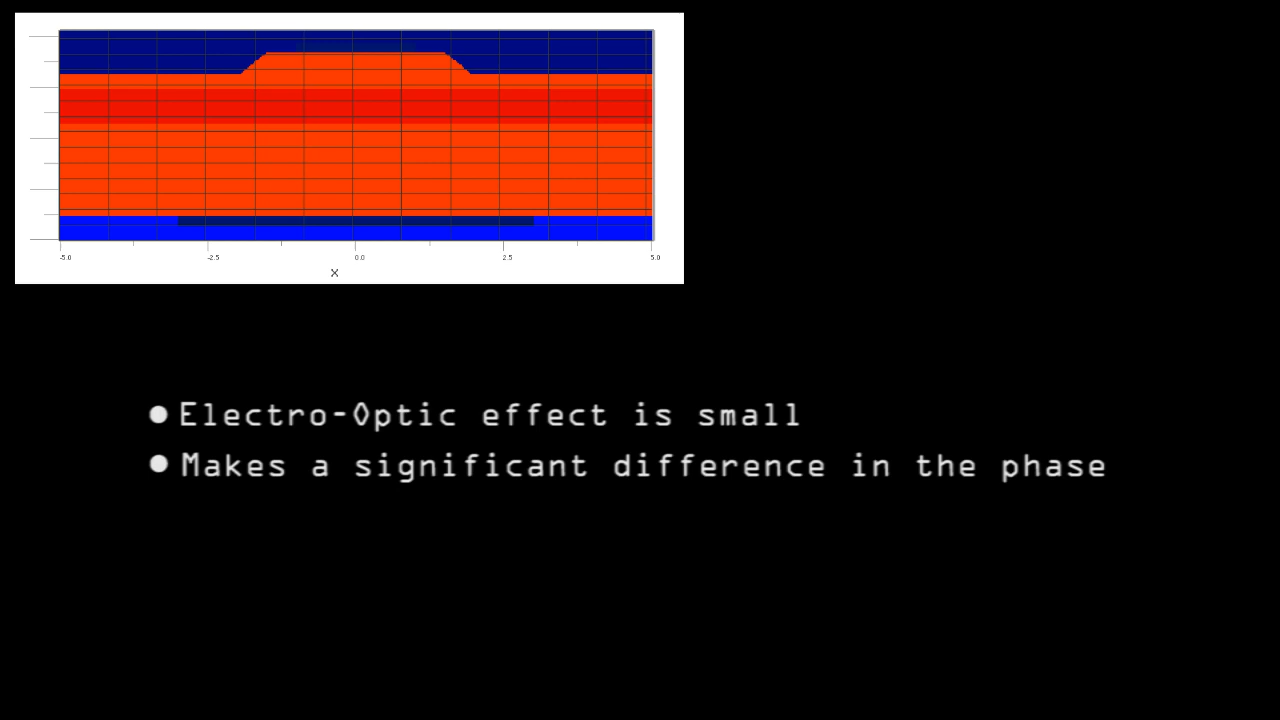 -5.0 -2.5 0.0 2.5 5.0
X
Electro-Optic effect is small
Makes a significant difference in the phase